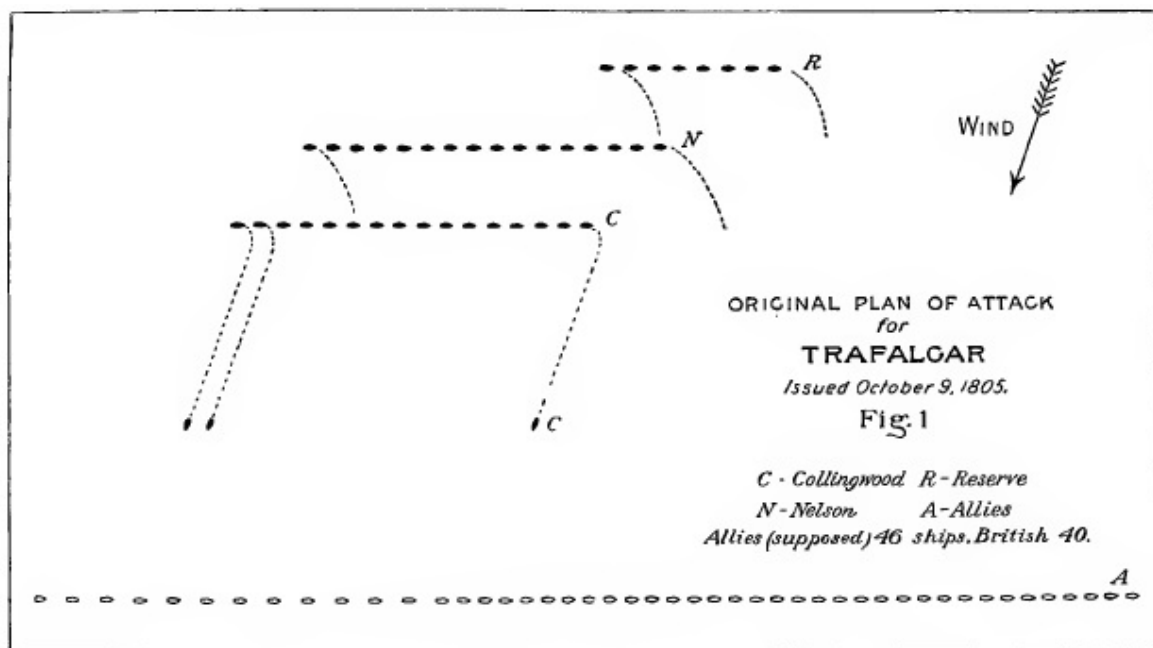 R
WIND
N
C
ORIGINAL PLAN OF ATTACK
for
TRAFALGAR
Issued October 9, 1805.
Fig. 1
C
C - Collingwood R - Reserve
N - Nelson A - Allies
Allies (supposed) 46 ships, British 40.
A